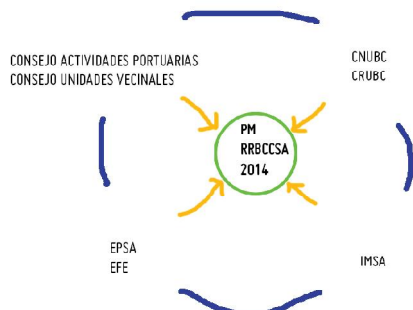 CONSEJO ACTIVIDADES PORTUARIAS
CONSEJO UNIDADES VECINALES
CNUBC
CRUBC
PM
RRBCCSA
2014
EPSA
EFE
IMSA